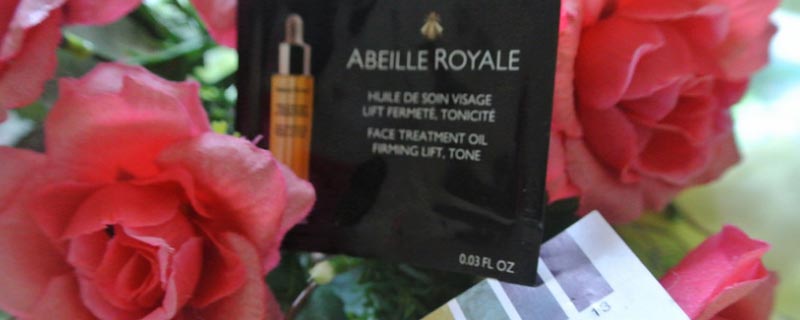 ABEILLE ROYALE
HUILE DE SOIN VISAGE
LIFT FERMETÉ, TONICITÉ
FACE TREATMENT OIL
FIRMING LIFT, TONE
0.03 FL OZ
13